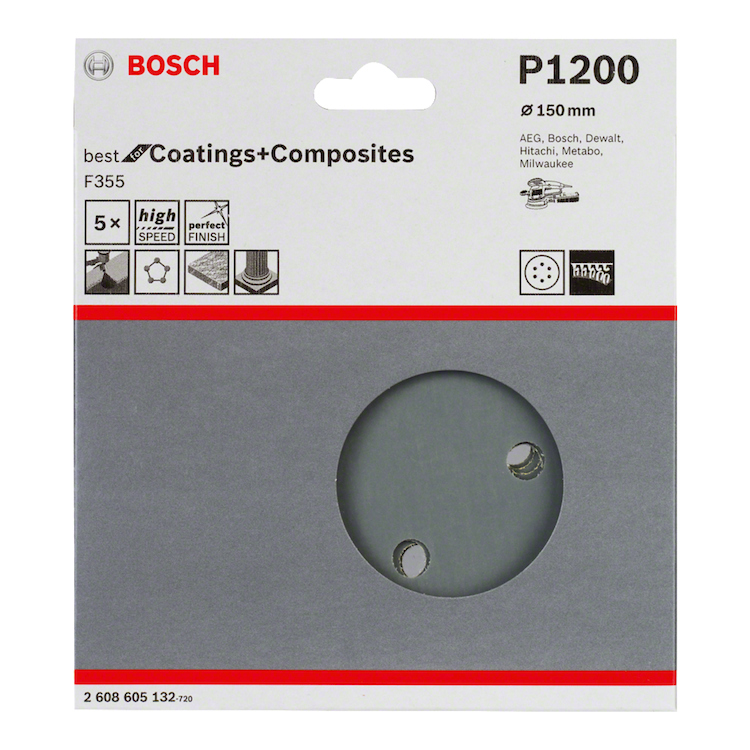 BOSCH
best for Coatings+Composites
F355
5×
high
SPEED
perfect
FINISH
P1200
Ø 150 mm
AEG, Bosch, Dewalt,
Hitachi, Metabo,
Milwaukee
2 608 605 132-720